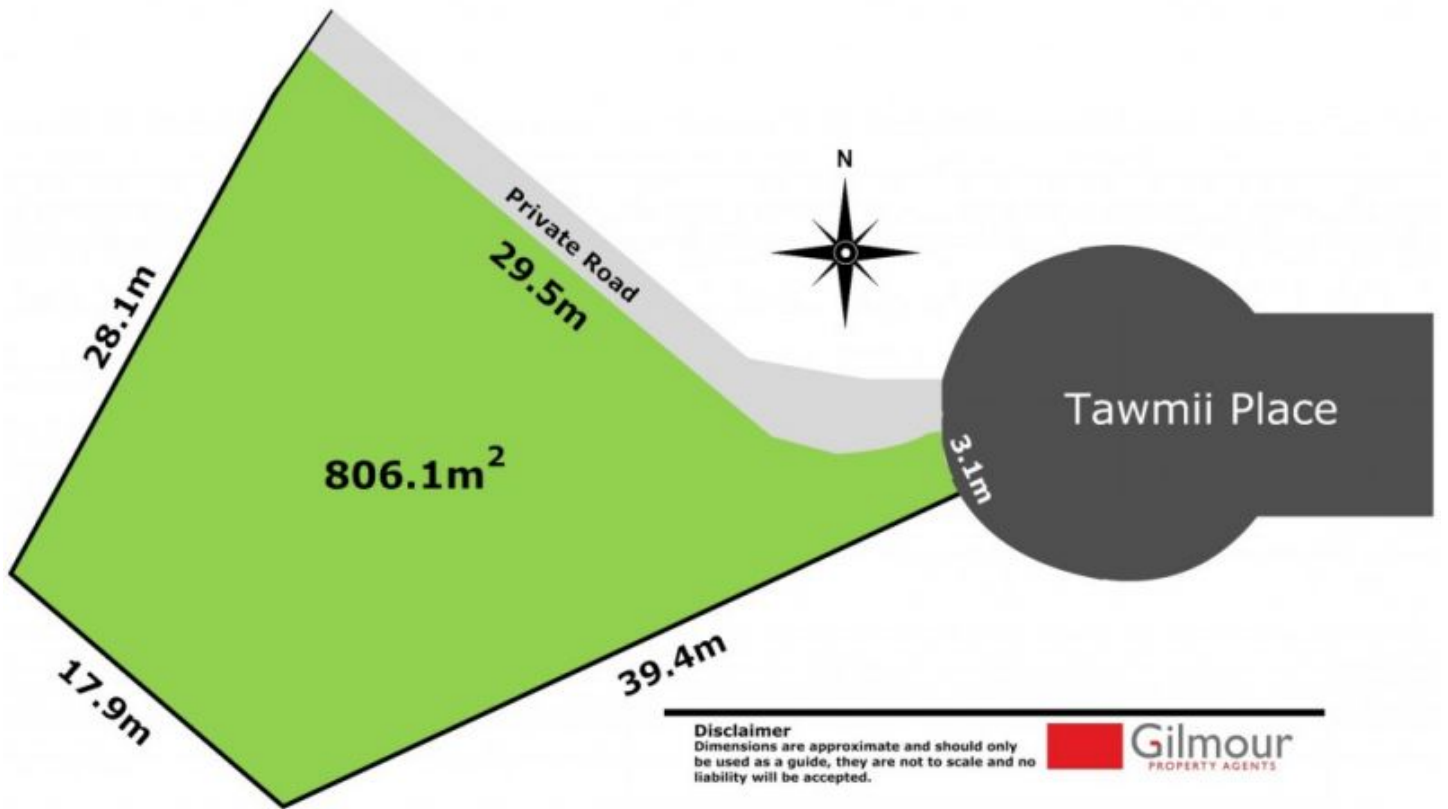 N
Private Road
29.5m
28.1m
Tawmii Place
3.1m
806.1m²
39.4m
17.9m
Disclaimer
Dimensions are approximate and should only
be used as a guide, they are not to scale and no
liability will be accepted.
Gilmour
PROPERTY AGENTS